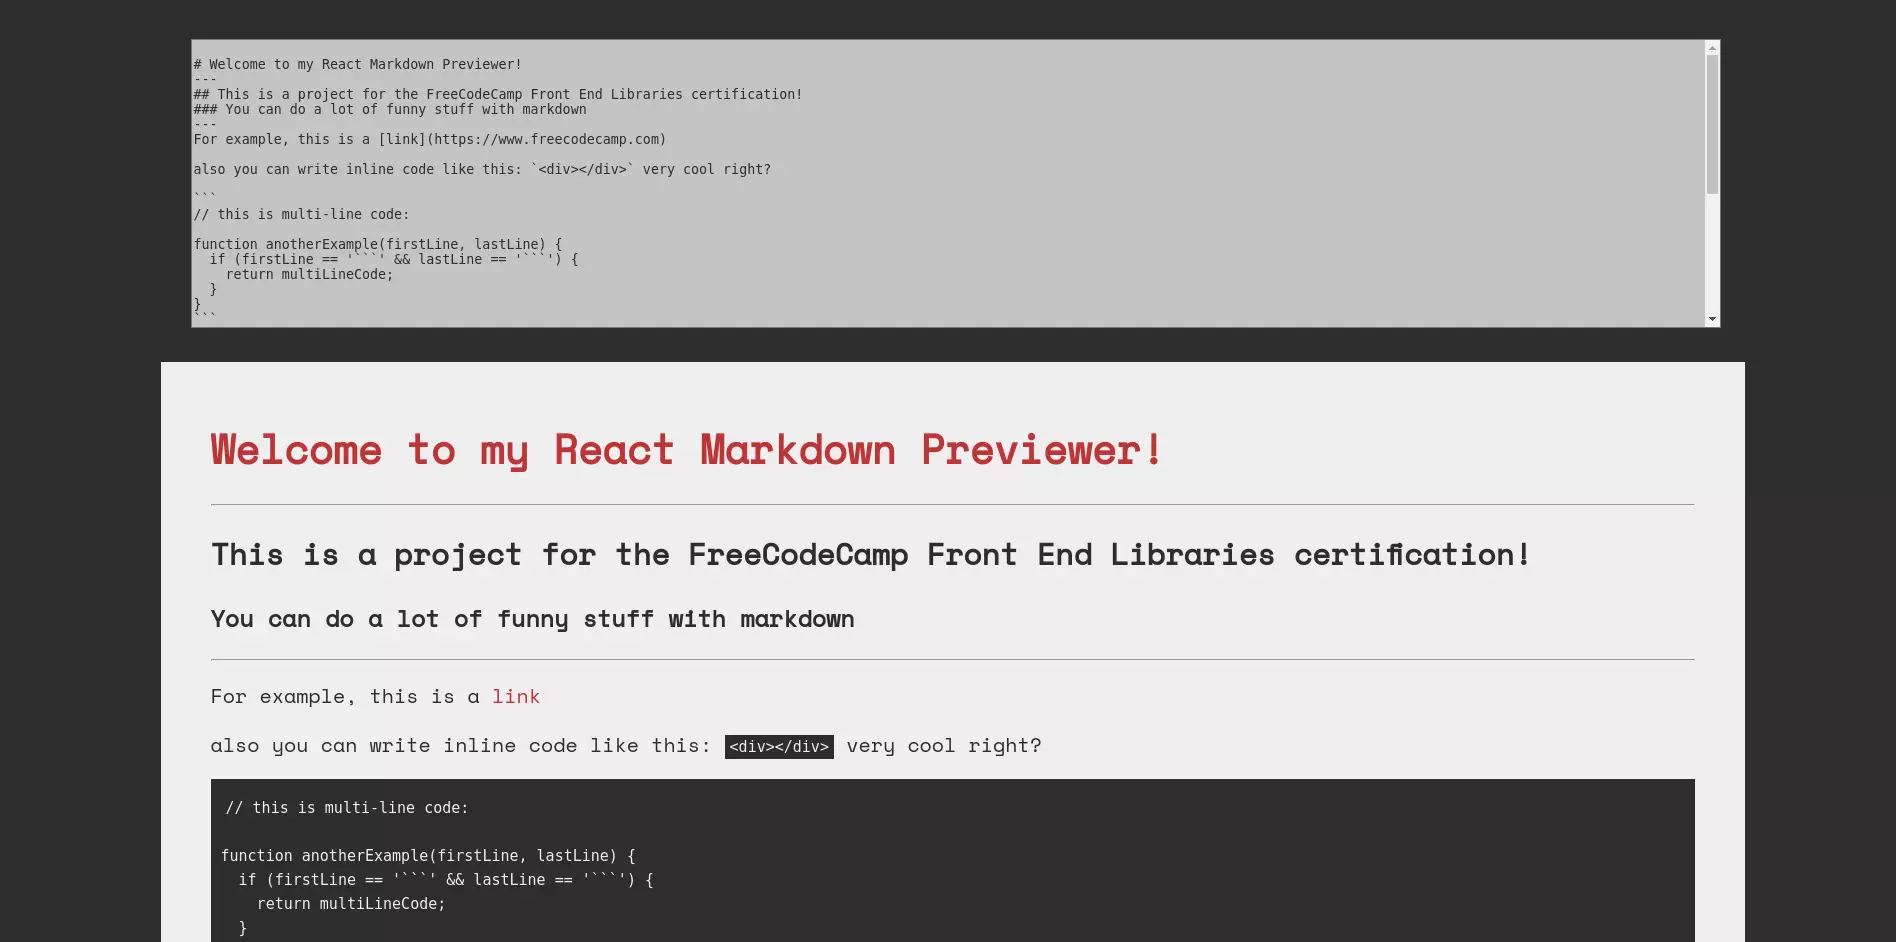 # Welcome to my React Markdown Previewer!
---
## This is a project for the FreeCodeCamp Front End Libraries certification!
### You can do a lot of funny stuff with markdown
---
For example, this is a [link](https://www.freecodecamp.com)
also you can write inline code like this: `<div></div>` very cool right?
```
// this is multi-line code:
function anotherExample(firstLine, lastLine) {
  if (firstLine == '```' && lastLine == '```') {
    return multiLineCode;
  }
}
```
Welcome to my React Markdown Previewer!
This is a project for the FreeCodeCamp Front End Libraries certification!
You can do a lot of funny stuff with markdown
For example, this is a link
also you can write inline code like this: <div></div> very cool right?
// this is multi-line code:
function anotherExample(firstLine, lastLine) {
  if (firstLine == '```' && lastLine == '```') {
    return multiLineCode;
  }